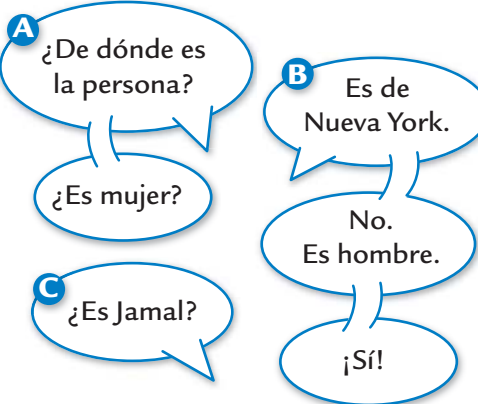 A
¿De dónde es
la persona?
B
Es de
Nueva York.
¿Es mujer?
No.
Es hombre.
C
¿Es Jamal?
¡Sí!